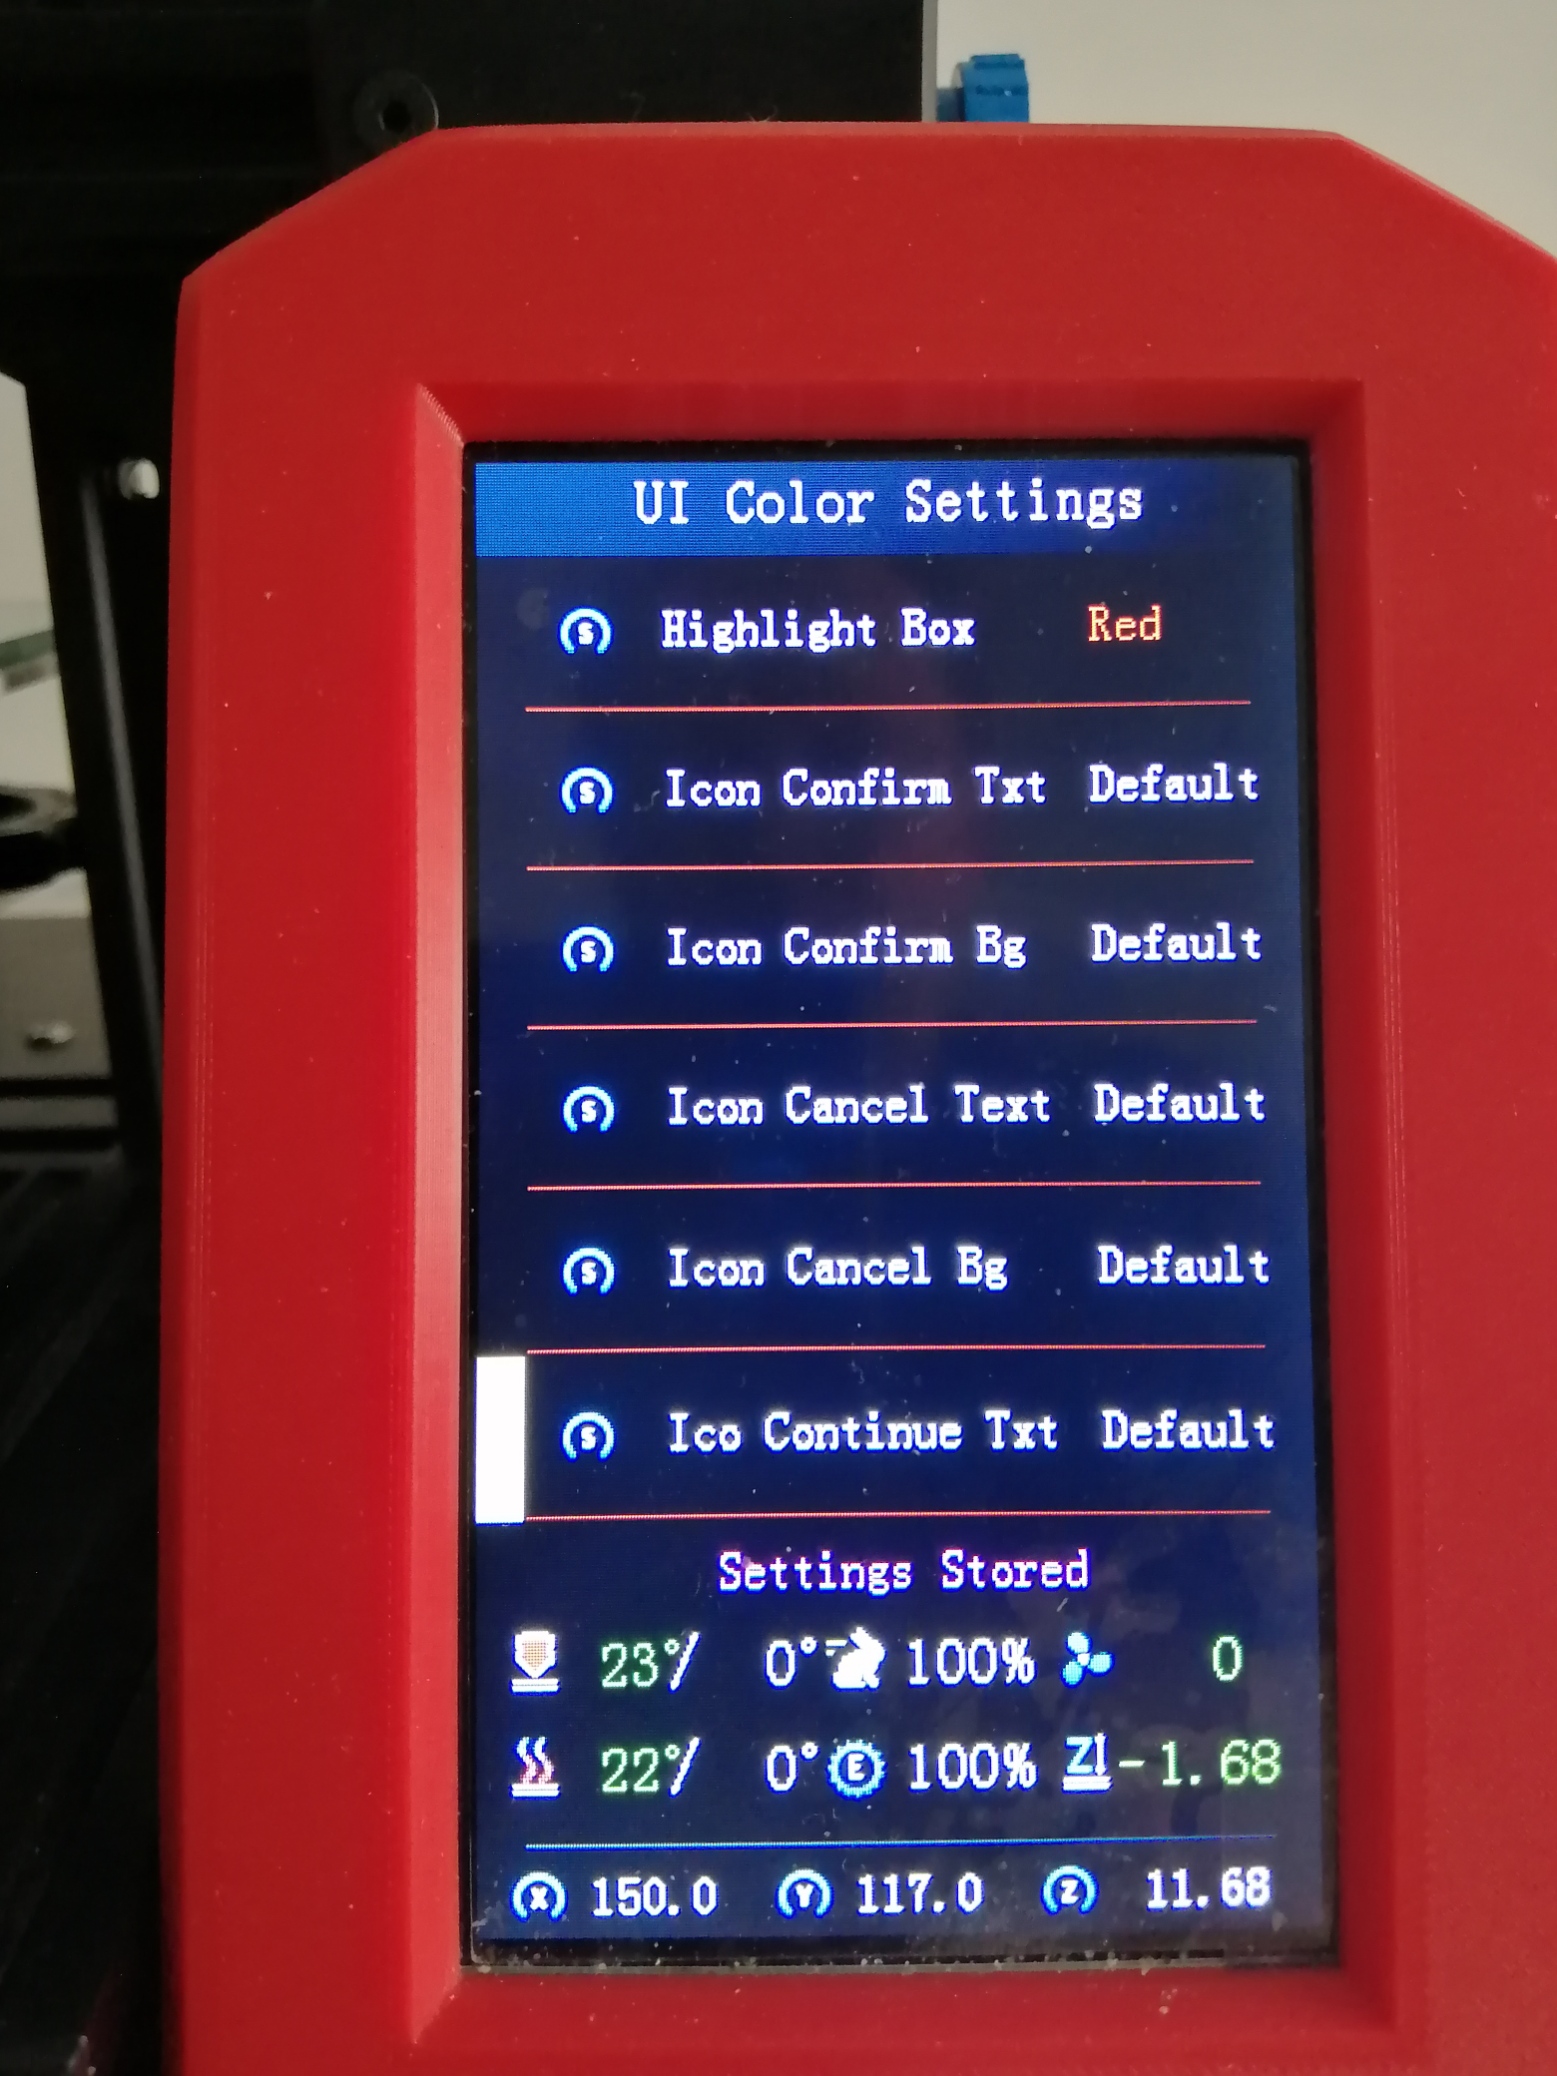 UI Color Settings
S Highlight Box Red
S Icon Confirm Txt Default
S Icon Confirm Bg Default
S Icon Cancel Text Default
S Icon Cancel Bg Default
S Ico Continue Txt Default
Settings Stored
23°/ 0° 100% 0
22°/ 0° E 100% Z -1.68
X 150.0 Y 117.0 Z 11.68